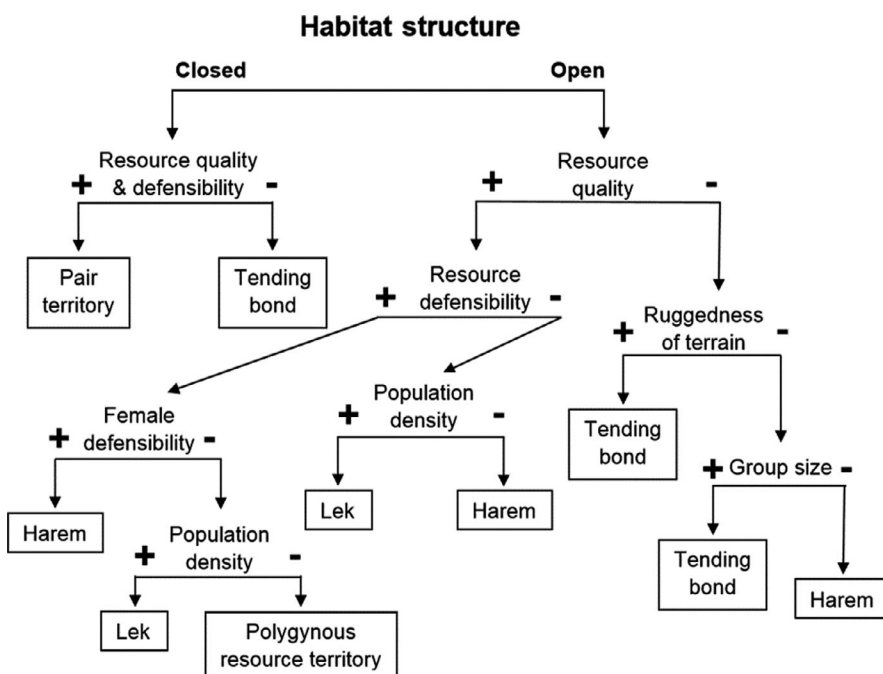 Habitat structure
Closed
Open
Resource quality
+ & defensibility -
Resource
+ quality -
Pair
territory
Tending
bond
Resource
+ defensibility -
+ Ruggedness -
of terrain
Female
+ defensibility -
Population
+ density -
Tending
bond
+ Group size -
Harem
Lek
Harem
Population
+ density -
Tending
bond
Harem
Lek
Polygynous
resource territory